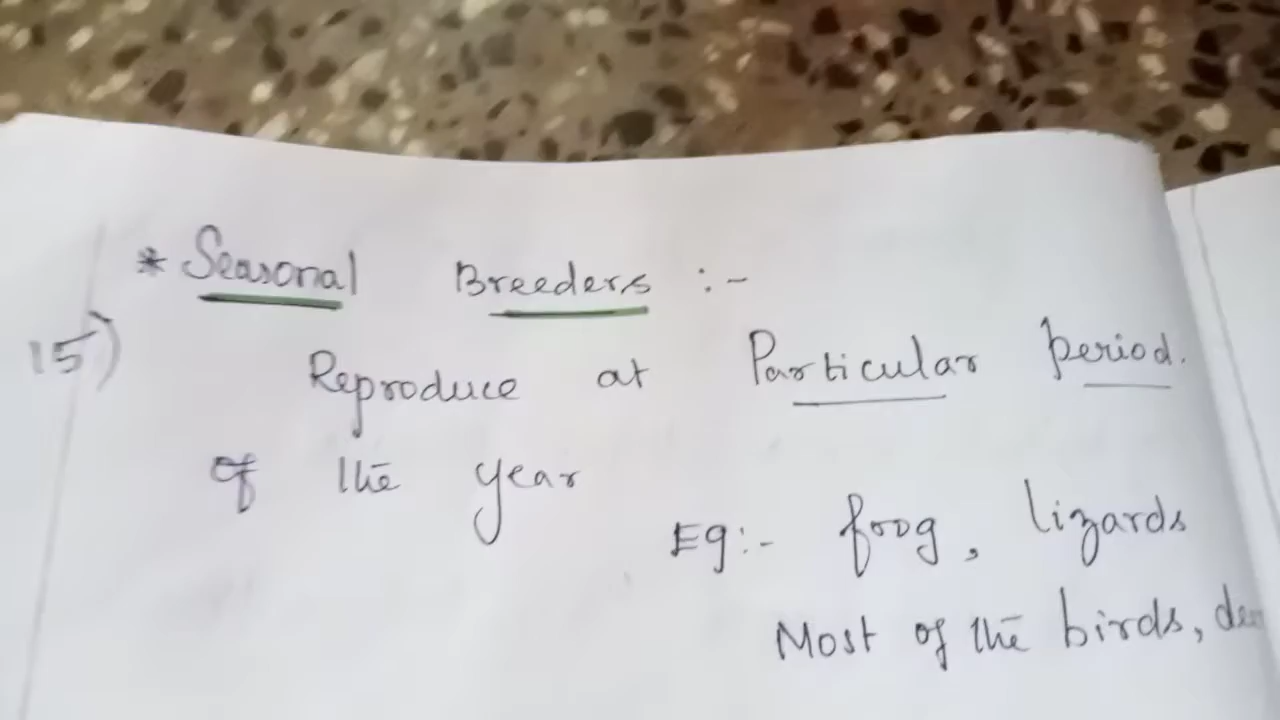 * Seasonal Breeders :-
15)
Reproduce at Particular period.
of the year
Eg:- frog, lizards
Most of the birds,